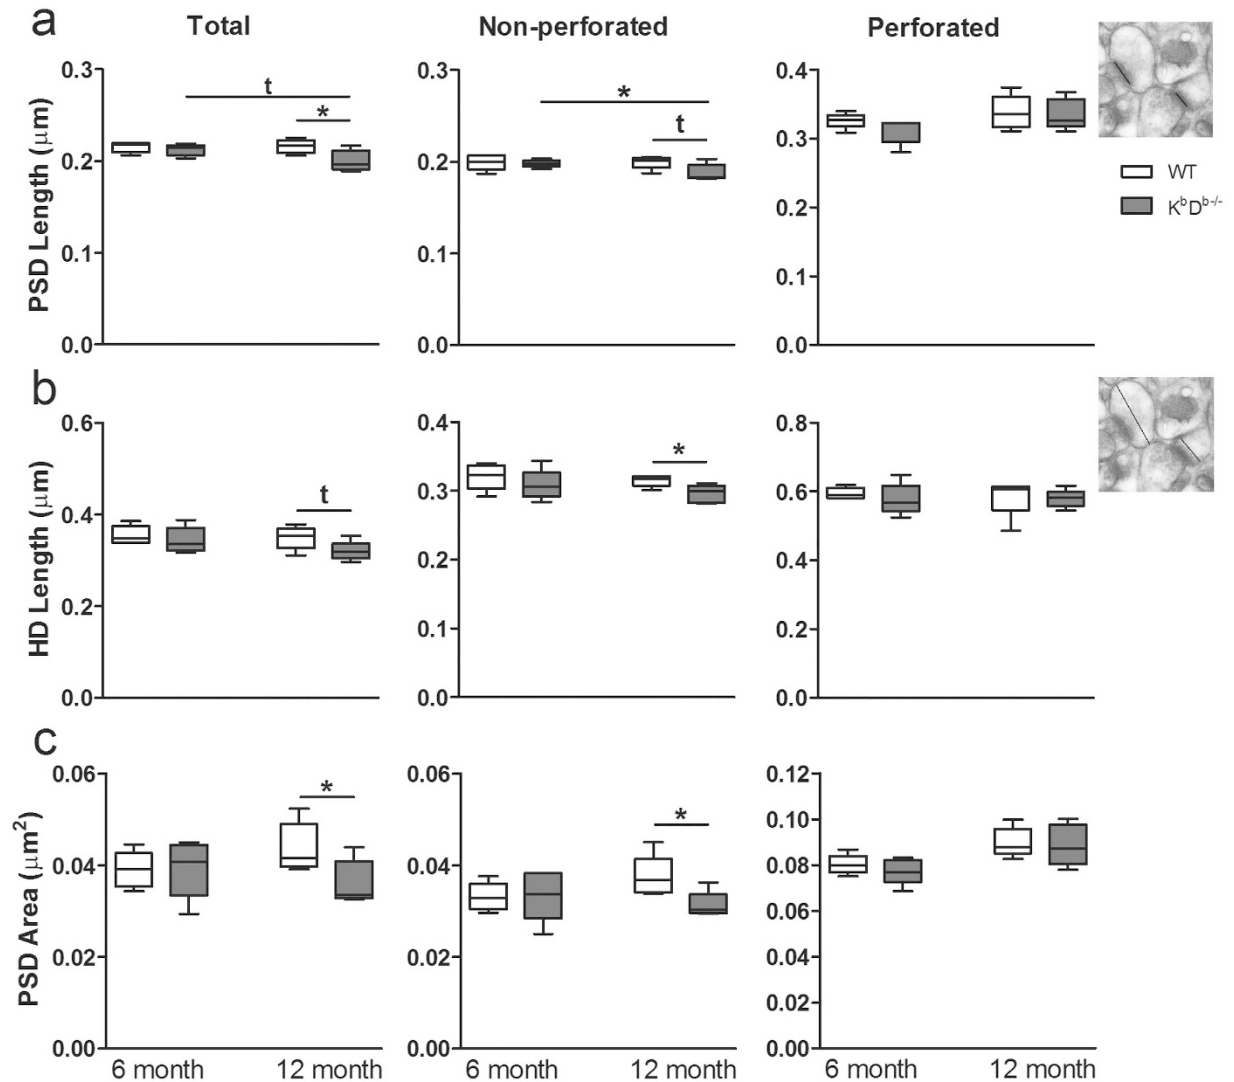 a
Total
Non-perforated
Perforated
PSD Length (μm)
0.3
0.2
0.1
0.0
t
*
0.3
0.2
0.1
0.0
*
t
0.4
0.3
0.2
0.1
0.0
WT
KᵇDᵇ⁻/⁻
b
HD Length (μm)
0.6
0.4
0.2
0.0
t
0.4
0.3
0.2
0.1
0.0
*
0.8
0.6
0.4
0.2
0.0
c
PSD Area (μm²)
0.06
0.04
0.02
0.00
*
6 month
12 month
0.06
0.04
0.02
0.00
*
6 month
12 month
0.12
0.10
0.08
0.06
0.04
0.02
0.00
6 month
12 month